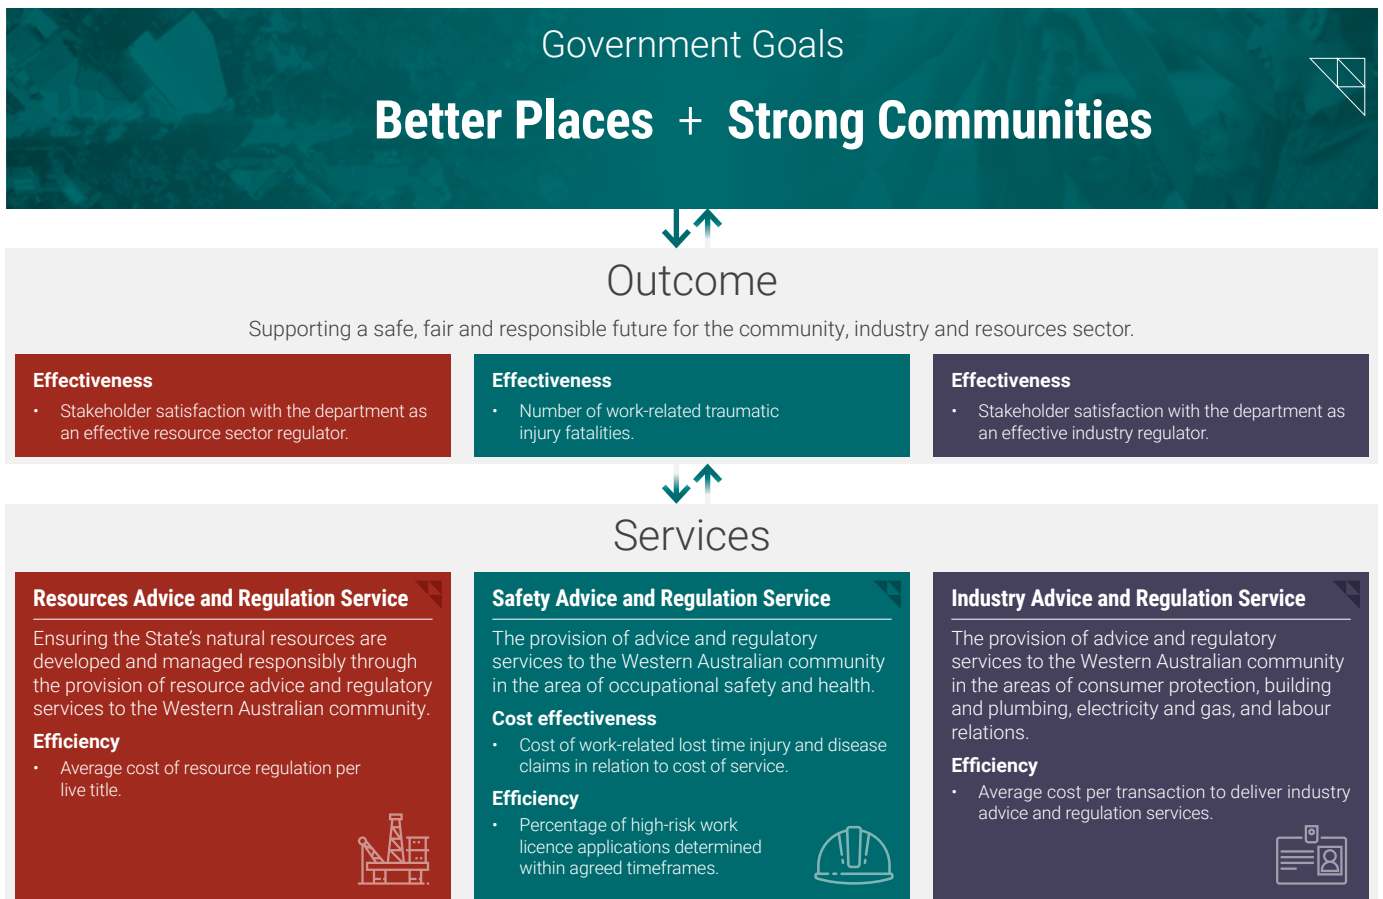 Government Goals
Better Places + Strong Communities
Outcome
Supporting a safe, fair and responsible future for the community, industry and resources sector.
Effectiveness
• Stakeholder satisfaction with the department as
an effective resource sector regulator.
Effectiveness
• Number of work-related traumatic
injury fatalities.
Effectiveness
• Stakeholder satisfaction with the department as
an effective industry regulator.
Services
Resources Advice and Regulation Service
Ensuring the State’s natural resources are
developed and managed responsibly through
the provision of resource advice and regulatory
services to the Western Australian community.
Efficiency
• Average cost of resource regulation per
live title.
Safety Advice and Regulation Service
The provision of advice and regulatory
services to the Western Australian community
in the area of occupational safety and health.
Cost effectiveness
• Cost of work-related lost time injury and disease
claims in relation to cost of service.
Efficiency
• Percentage of high-risk work
licence applications determined
within agreed timeframes.
Industry Advice and Regulation Service
The provision of advice and regulatory
services to the Western Australian community
in the areas of consumer protection, building
and plumbing, electricity and gas, and labour
relations.
Efficiency
• Average cost per transaction to deliver industry
advice and regulation services.